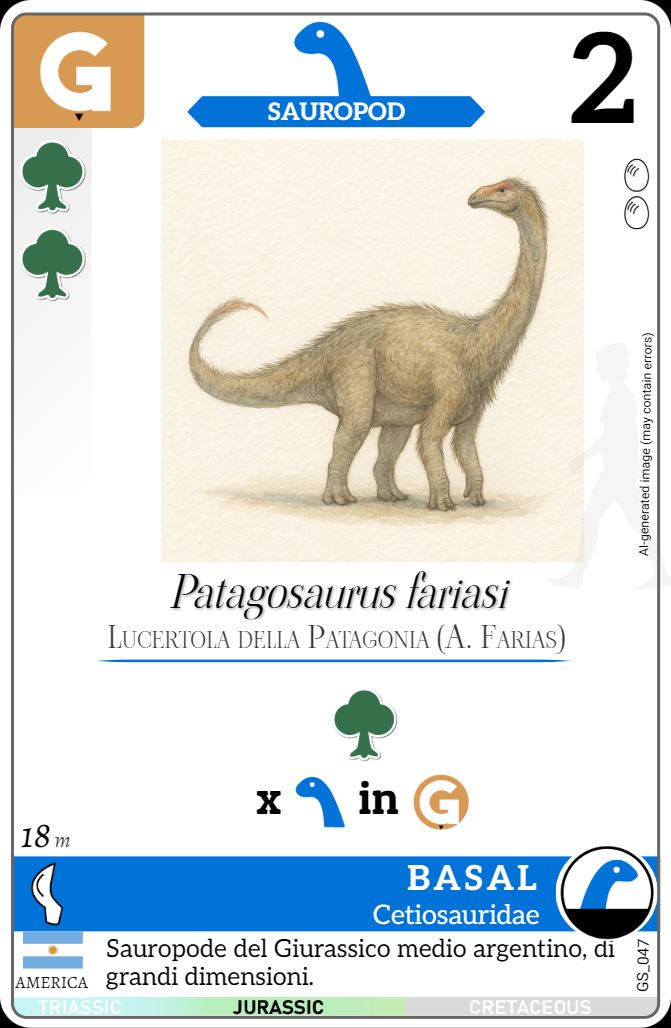 G
SAUROPOD
2
AI-generated image (may contain errors)
Patagosaurus fariasi
Lucertola della Patagonia (A. Farias)
x in G
18 m
BASAL
Cetiosauridae
AMERICA
Sauropode del Giurassico medio argentino, di
grandi dimensioni.
GS_047
TRIASSIC JURASSIC CRETACEOUS